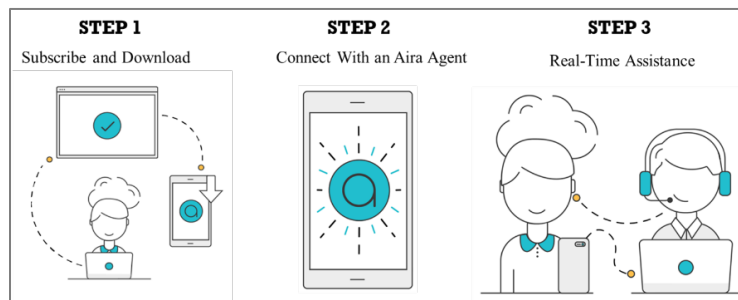 STEP 1
Subscribe and Download
STEP 2
Connect With an Aira Agent
STEP 3
Real-Time Assistance